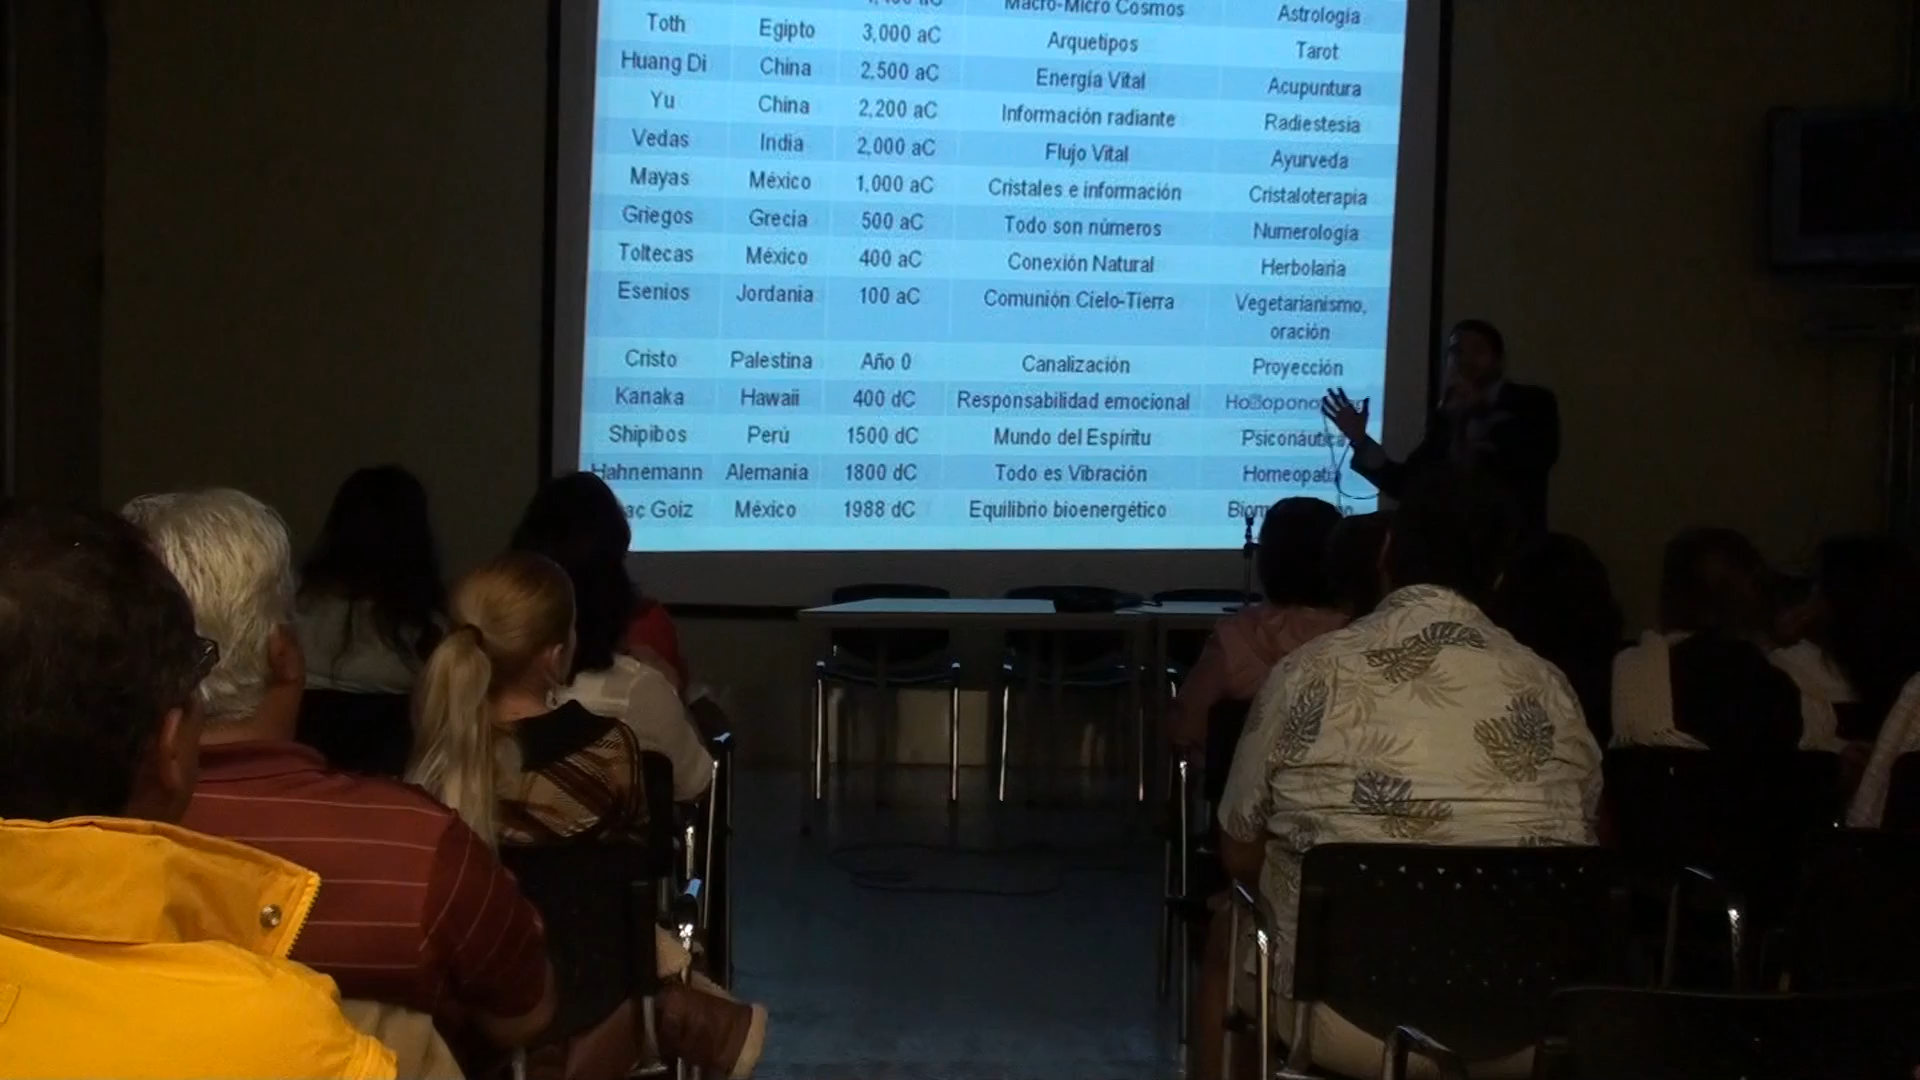 Macro-Micro Cosmos Astrología
Toth Egipto 3,000 aC Arquetipos Tarot
Huang Di China 2,500 aC Energía Vital Acupuntura
Yu China 2,200 aC Información radiante Radiestesia
Vedas India 2,000 aC Flujo Vital Ayurveda
Mayas México 1,000 aC Cristales e información Cristaloterapia
Griegos Grecia 500 aC Todo son números Numerología
Toltecas México 400 aC Conexión Natural Herbolaria
Esenios Jordania 100 aC Comunión Cielo-Tierra Vegetarianismo,
oración
Cristo Palestina Año 0 Canalización Proyección
Kanaka Hawaii 400 dC Responsabilidad emocional
Shipibos Perú 1500 dC Mundo del Espíritu Psiconáutica
Hahnemann Alemania 1800 dC Todo es Vibración Homeopatía
Goiz México 1988 dC Equilibrio bioenergético